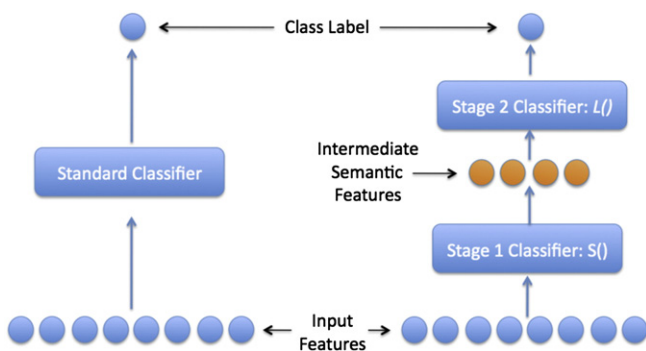 Class Label
Stage 2 Classifier: L()
Intermediate
Semantic
Features
Standard Classifier
Stage 1 Classifier: S()
Input
Features